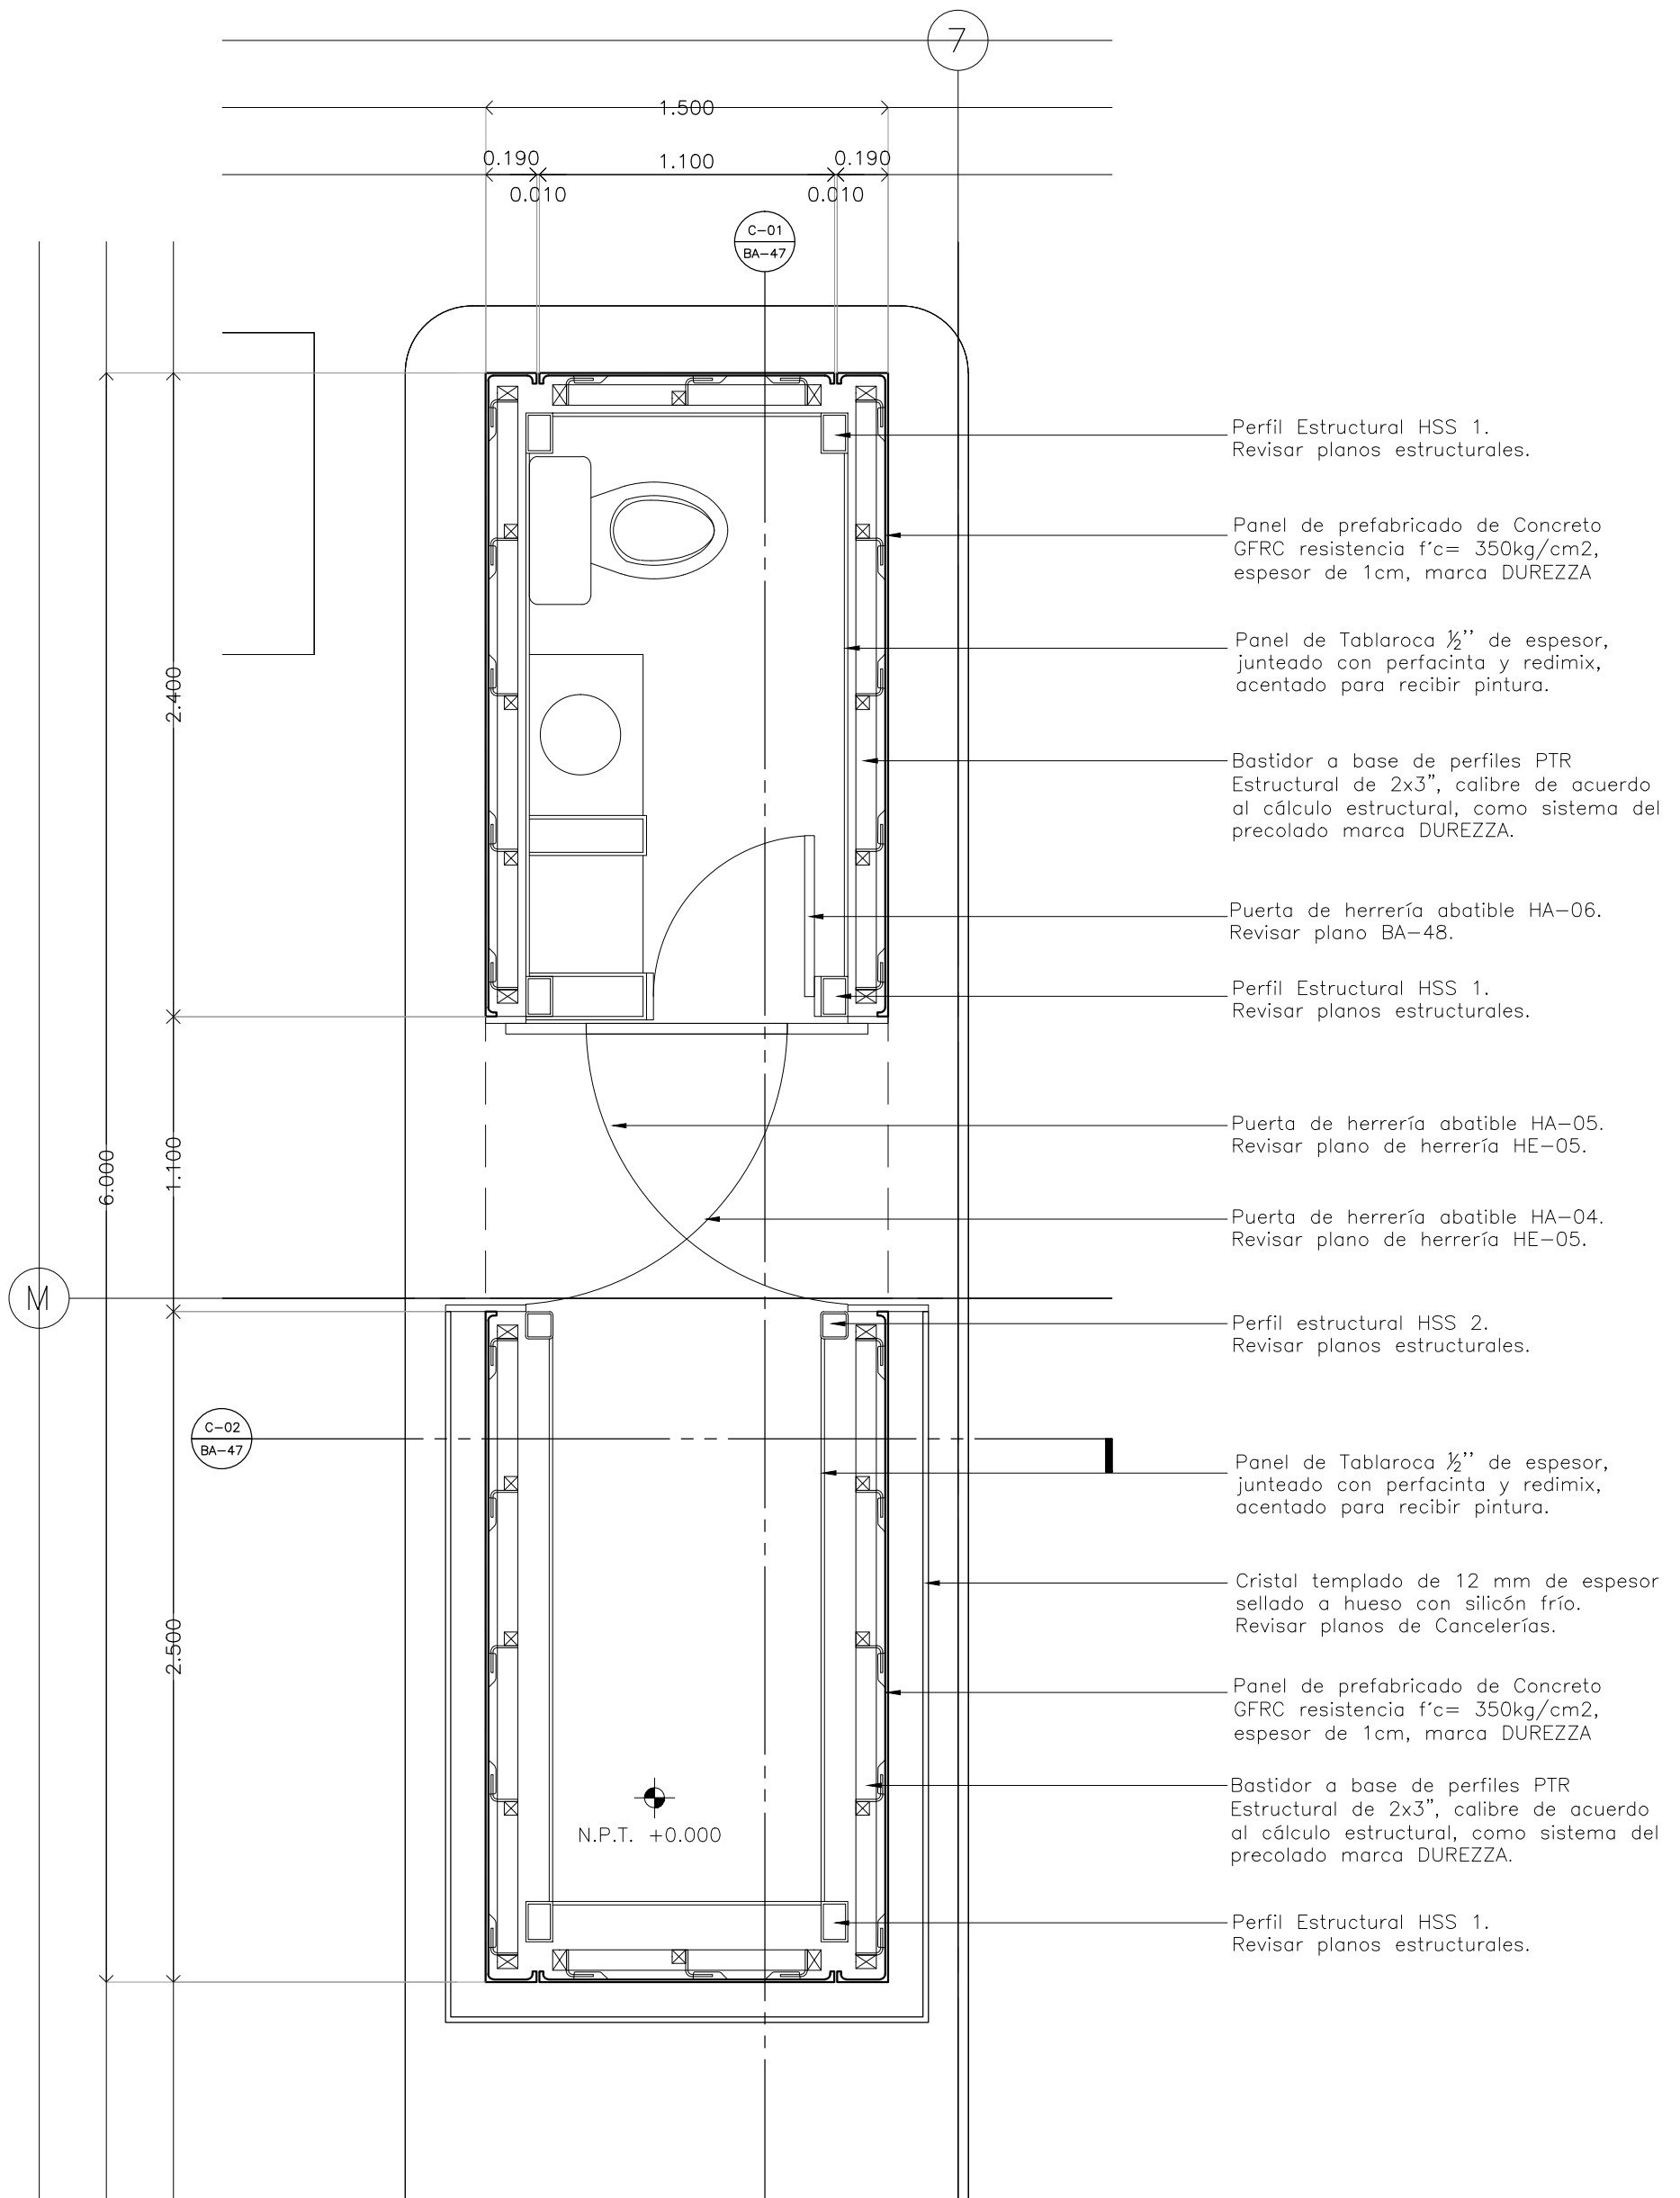 7
1.500
0.190
1.100
0.190
0.010
0.010
C-01
BA-47
Perfil Estructural HSS 1.
Revisar planos estructurales.
Panel de prefabricado de Concreto
GFRC resistencia f´c= 350kg/cm2,
espesor de 1cm, marca DUREZZA
Panel de Tablaroca ½'' de espesor,
junteado con perfacinta y redimix,
acentado para recibir pintura.
2.400
Bastidor a base de perfiles PTR
Estructural de 2x3”, calibre de acuerdo
al cálculo estructural, como sistema del
precolado marca DUREZZA.
Puerta de herrería abatible HA-06.
Revisar plano BA-48.
Perfil Estructural HSS 1.
Revisar planos estructurales.
Puerta de herrería abatible HA-05.
Revisar plano de herrería HE-05.
6.000
1.100
Puerta de herrería abatible HA-04.
Revisar plano de herrería HE-05.
M
Perfil estructural HSS 2.
Revisar planos estructurales.
C-02
BA-47
Panel de Tablaroca ½'' de espesor,
junteado con perfacinta y redimix,
acentado para recibir pintura.
Cristal templado de 12 mm de espesor
sellado a hueso con silicón frío.
Revisar planos de Cancelerías.
2.500
Panel de prefabricado de Concreto
GFRC resistencia f´c= 350kg/cm2,
espesor de 1cm, marca DUREZZA
Bastidor a base de perfiles PTR
Estructural de 2x3”, calibre de acuerdo
al cálculo estructural, como sistema del
precolado marca DUREZZA.
N.P.T. +0.000
Perfil Estructural HSS 1.
Revisar planos estructurales.